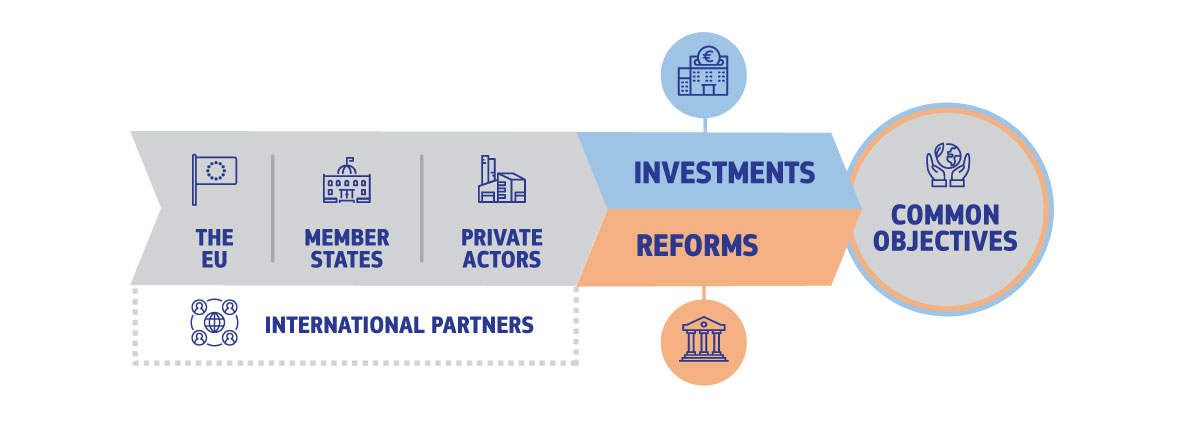 THE
EU
MEMBER
STATES
PRIVATE
ACTORS
INTERNATIONAL PARTNERS
€
INVESTMENTS
REFORMS
COMMON
OBJECTIVES